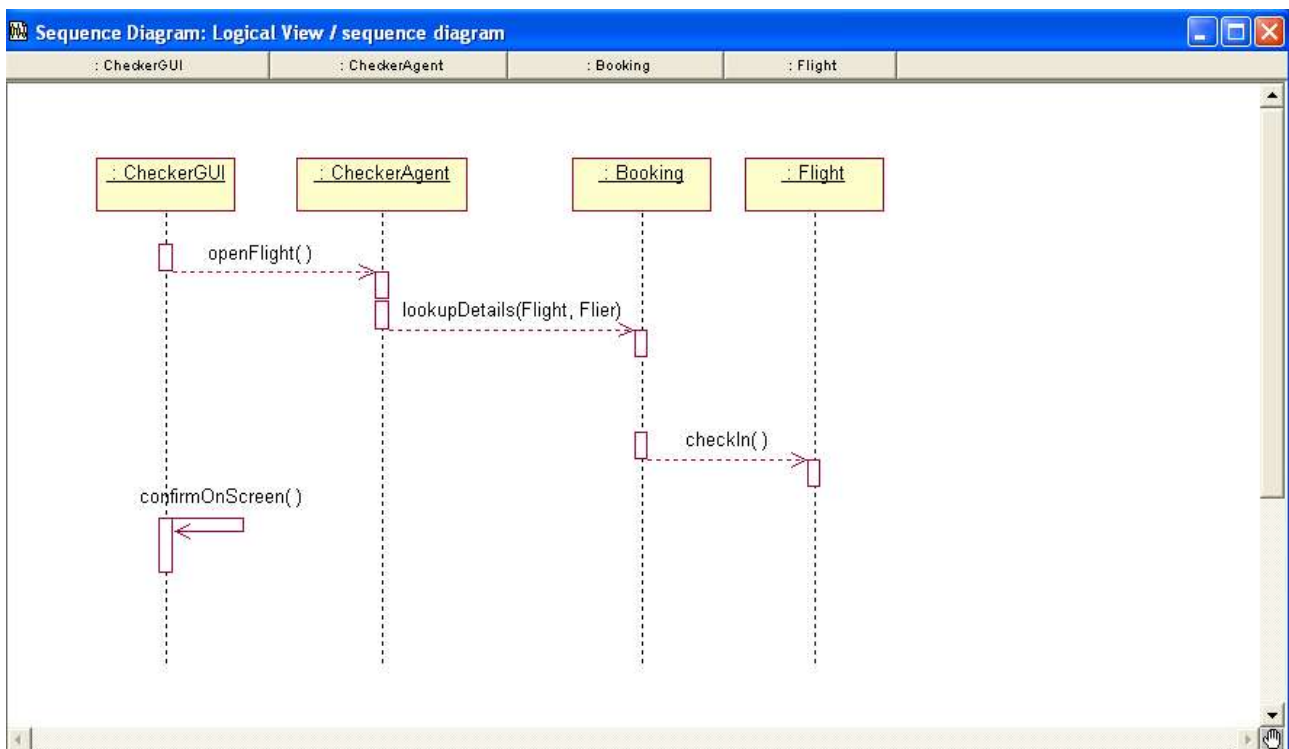 Sequence Diagram: Logical View / sequence diagram
: CheckerGUI : CheckerAgent : Booking : Flight
: CheckerGUI : CheckerAgent : Booking : Flight
openFlight( )
lookupDetails(Flight, Flier)
checkIn( )
confirmOnScreen( )